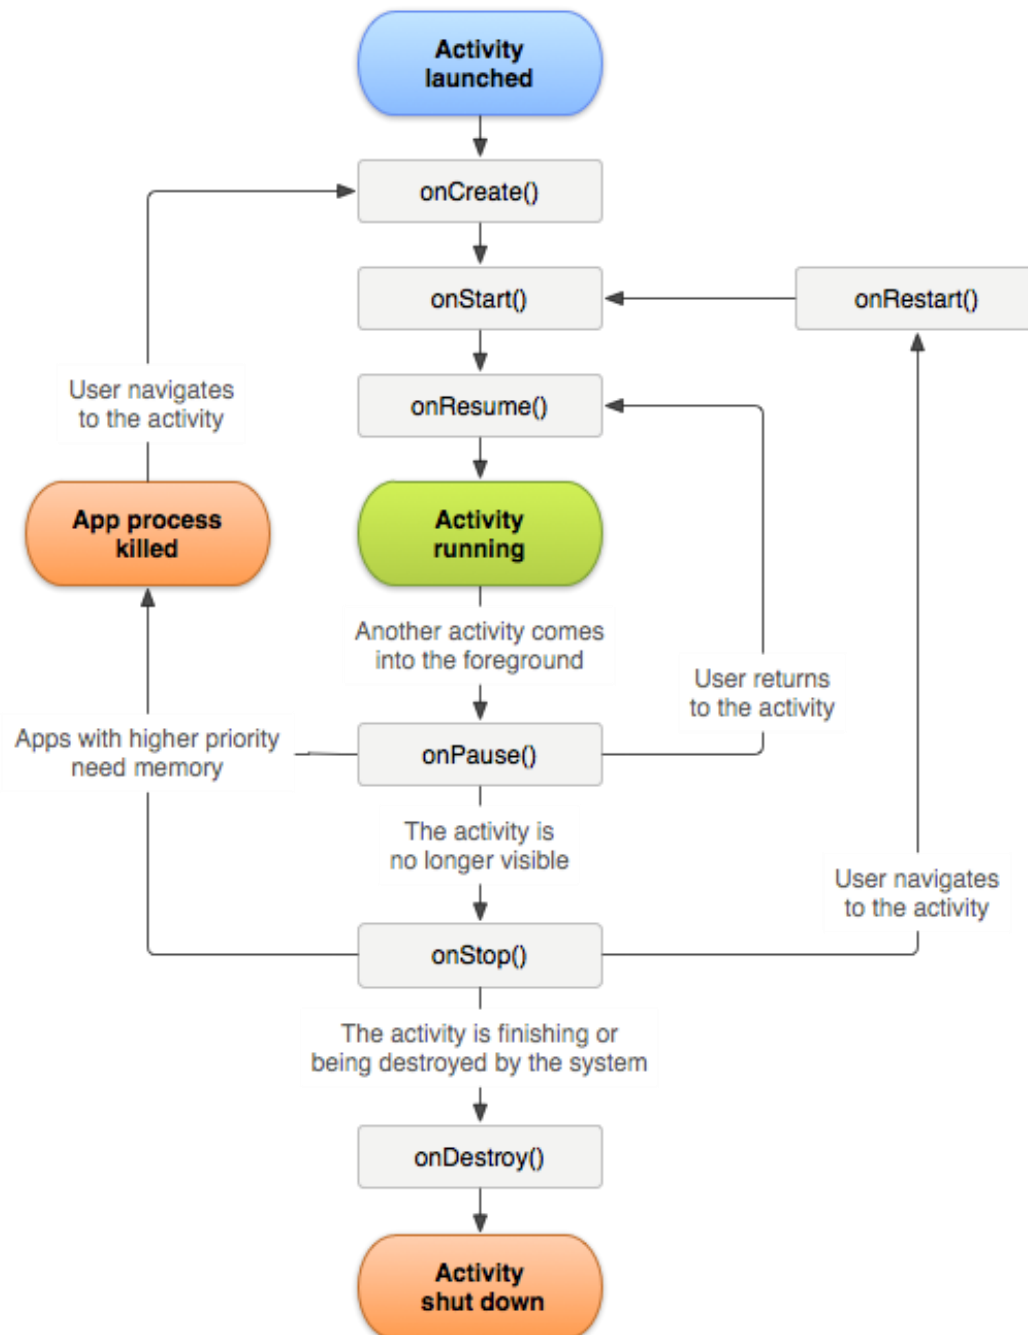 Activity
launched
onCreate()
onStart()
onRestart()
User navigates
to the activity
onResume()
App process
killed
Activity
running
Another activity comes
into the foreground
User returns
to the activity
Apps with higher priority
need memory
onPause()
The activity is
no longer visible
User navigates
to the activity
onStop()
The activity is finishing or
being destroyed by the system
onDestroy()
Activity
shut down